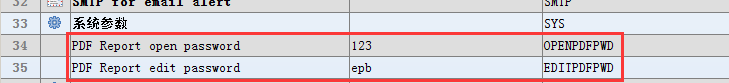 32 SMTP for email alert SMTP
33 系统参数 SYS
34 PDF Report open password 123 OPENPDFPWD
35 PDF Report edit password epb EDITPDFPWD